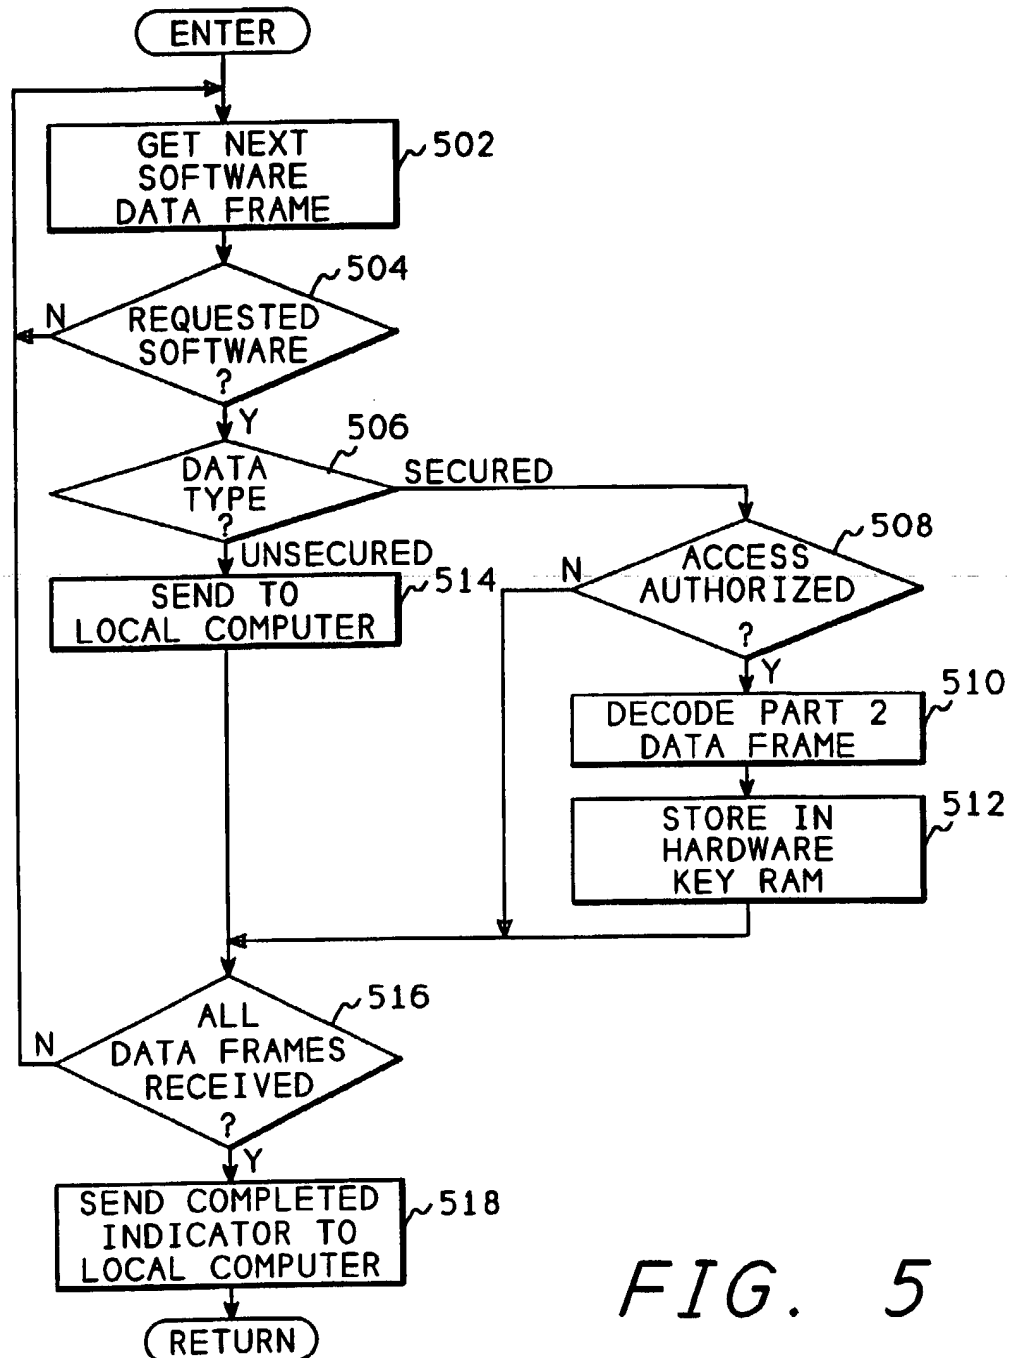 ENTER
GET NEXT
SOFTWARE
DATA FRAME
502
504
N
REQUESTED
SOFTWARE
?
Y
506
DATA
TYPE
?
SECURED
UNSECURED
508
N
ACCESS
AUTHORIZED
?
Y
514
SEND TO
LOCAL COMPUTER
510
DECODE PART 2
DATA FRAME
512
STORE IN
HARDWARE
KEY RAM
516
N
ALL
DATA FRAMES
RECEIVED
?
Y
SEND COMPLETED
INDICATOR TO
LOCAL COMPUTER
518
RETURN
FIG. 5